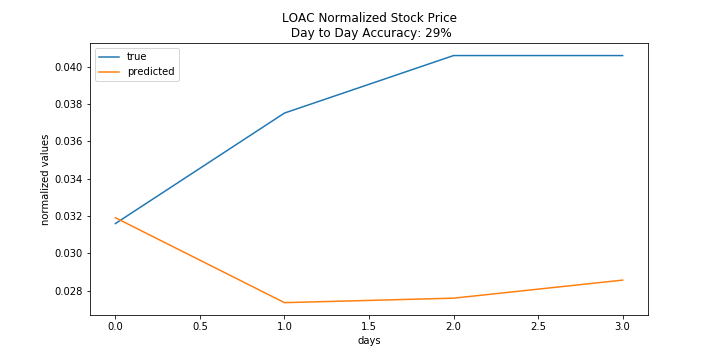 LOAC Normalized Stock Price
Day to Day Accuracy: 29%
true
predicted
normalized values
0.040
0.038
0.036
0.034
0.032
0.030
0.028
0.0 0.5 1.0 1.5 2.0 2.5 3.0
days